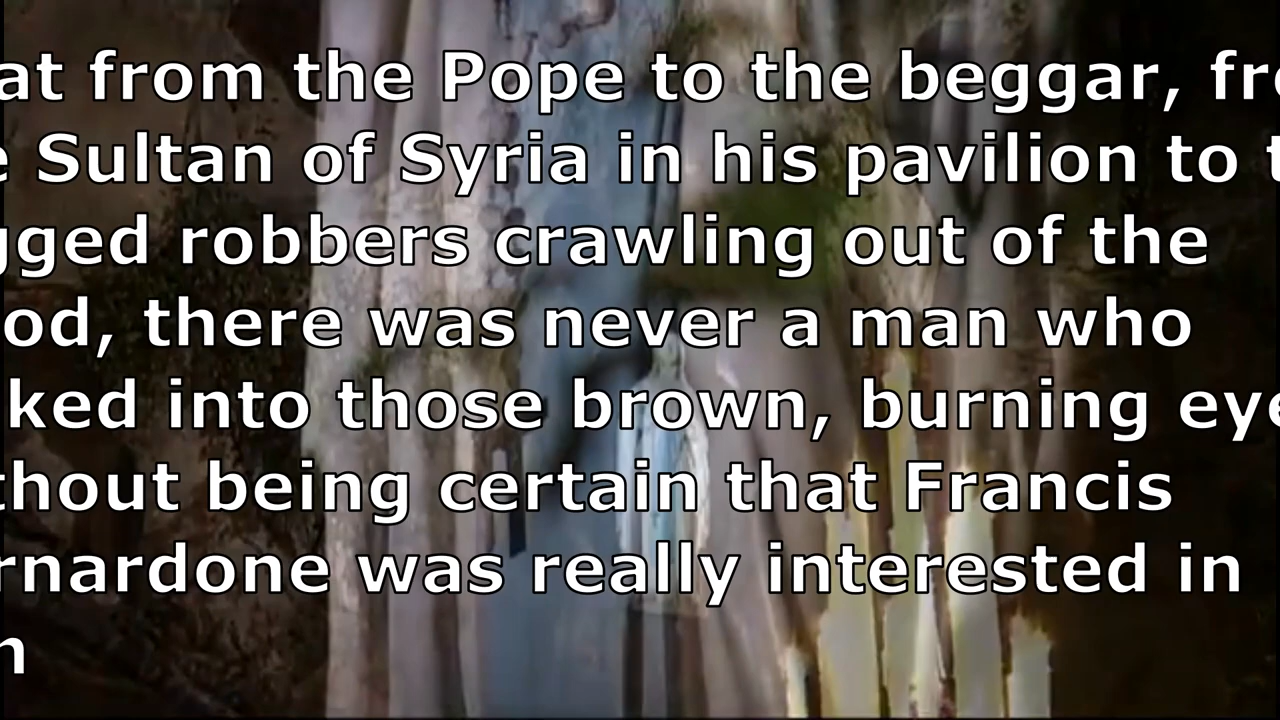 at from the Pope to the beggar, fro
e Sultan of Syria in his pavilion to t
gged robbers crawling out of the
od, there was never a man who
ked into those brown, burning eye
thout being certain that Francis
rnardone was really interested in
n